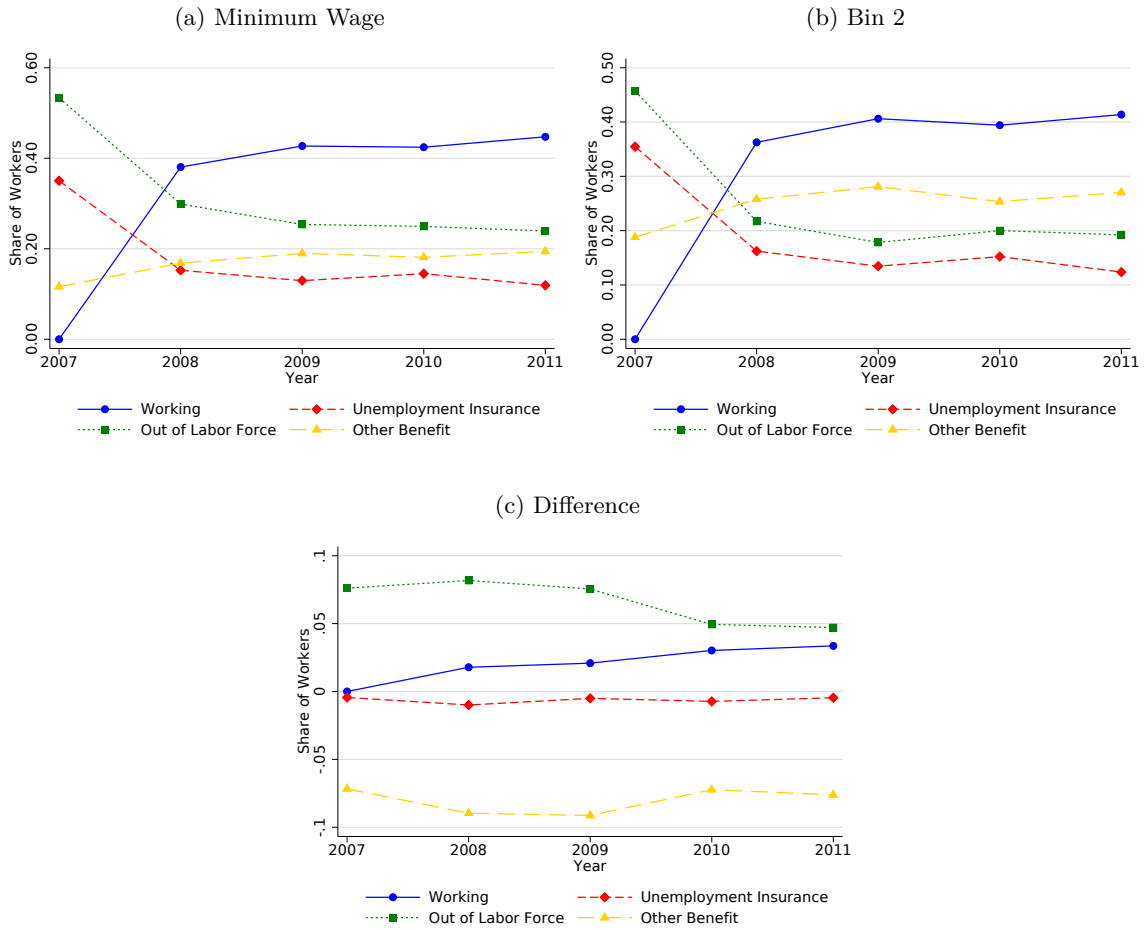 (a) Minimum Wage
Share of Workers
0.60
0.40
0.20
0.00
2007 2008 2009 2010 2011
Year
Working Unemployment Insurance
Out of Labor Force Other Benefit
(b) Bin 2
Share of Workers
0.50
0.40
0.30
0.20
0.10
0.00
2007 2008 2009 2010 2011
Year
Working Unemployment Insurance
Out of Labor Force Other Benefit
(c) Difference
Share of Workers
.1
.05
0
-.05
-.1
2007 2008 2009 2010 2011
Year
Working Unemployment Insurance
Out of Labor Force Other Benefit